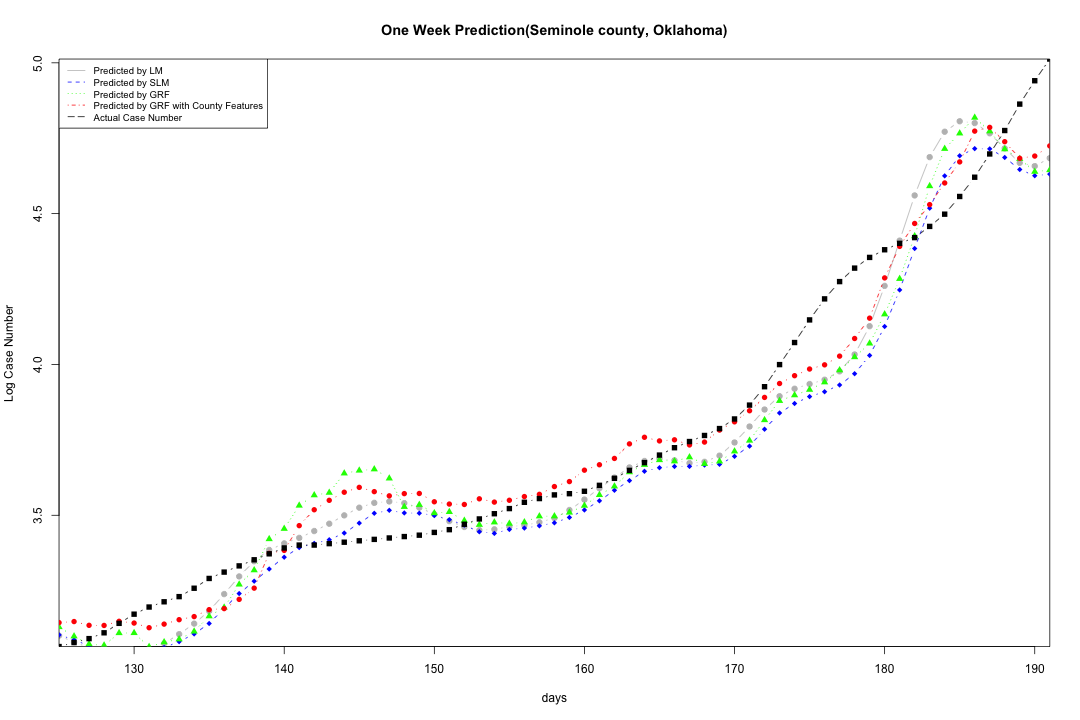 One Week Prediction(Seminole county, Oklahoma)
Predicted by LM
Predicted by SLM
Predicted by GRF
Predicted by GRF with County Features
Actual Case Number
5.0
4.5
4.0
3.5
Log Case Number
130 140 150 160 170 180 190
days